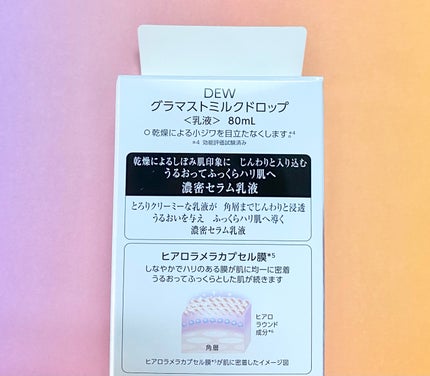 DEW
グラマストミルクドロップ
<乳液> 80mL
○乾燥による小ジワを目立たなくします*4
*4 効能評価試験済み
乾燥によるしぼみ肌印象に じんわりと入り込む
うるおってふっくらハリ肌へ
濃密セラム乳液
とろりクリーミーな乳液が 角層までじんわりと浸透
うるおいを与え ふっくらハリ肌へ導く
濃密セラム乳液
ヒアロラメラカプセル膜*5
しなやかでハリのある膜が肌に均一に密着
うるおってふっくらとした肌が続きます
ヒアロ
ラウンド
成分*6
角層
ヒアロラメラカプセル膜*5が肌に密着したイメージ図